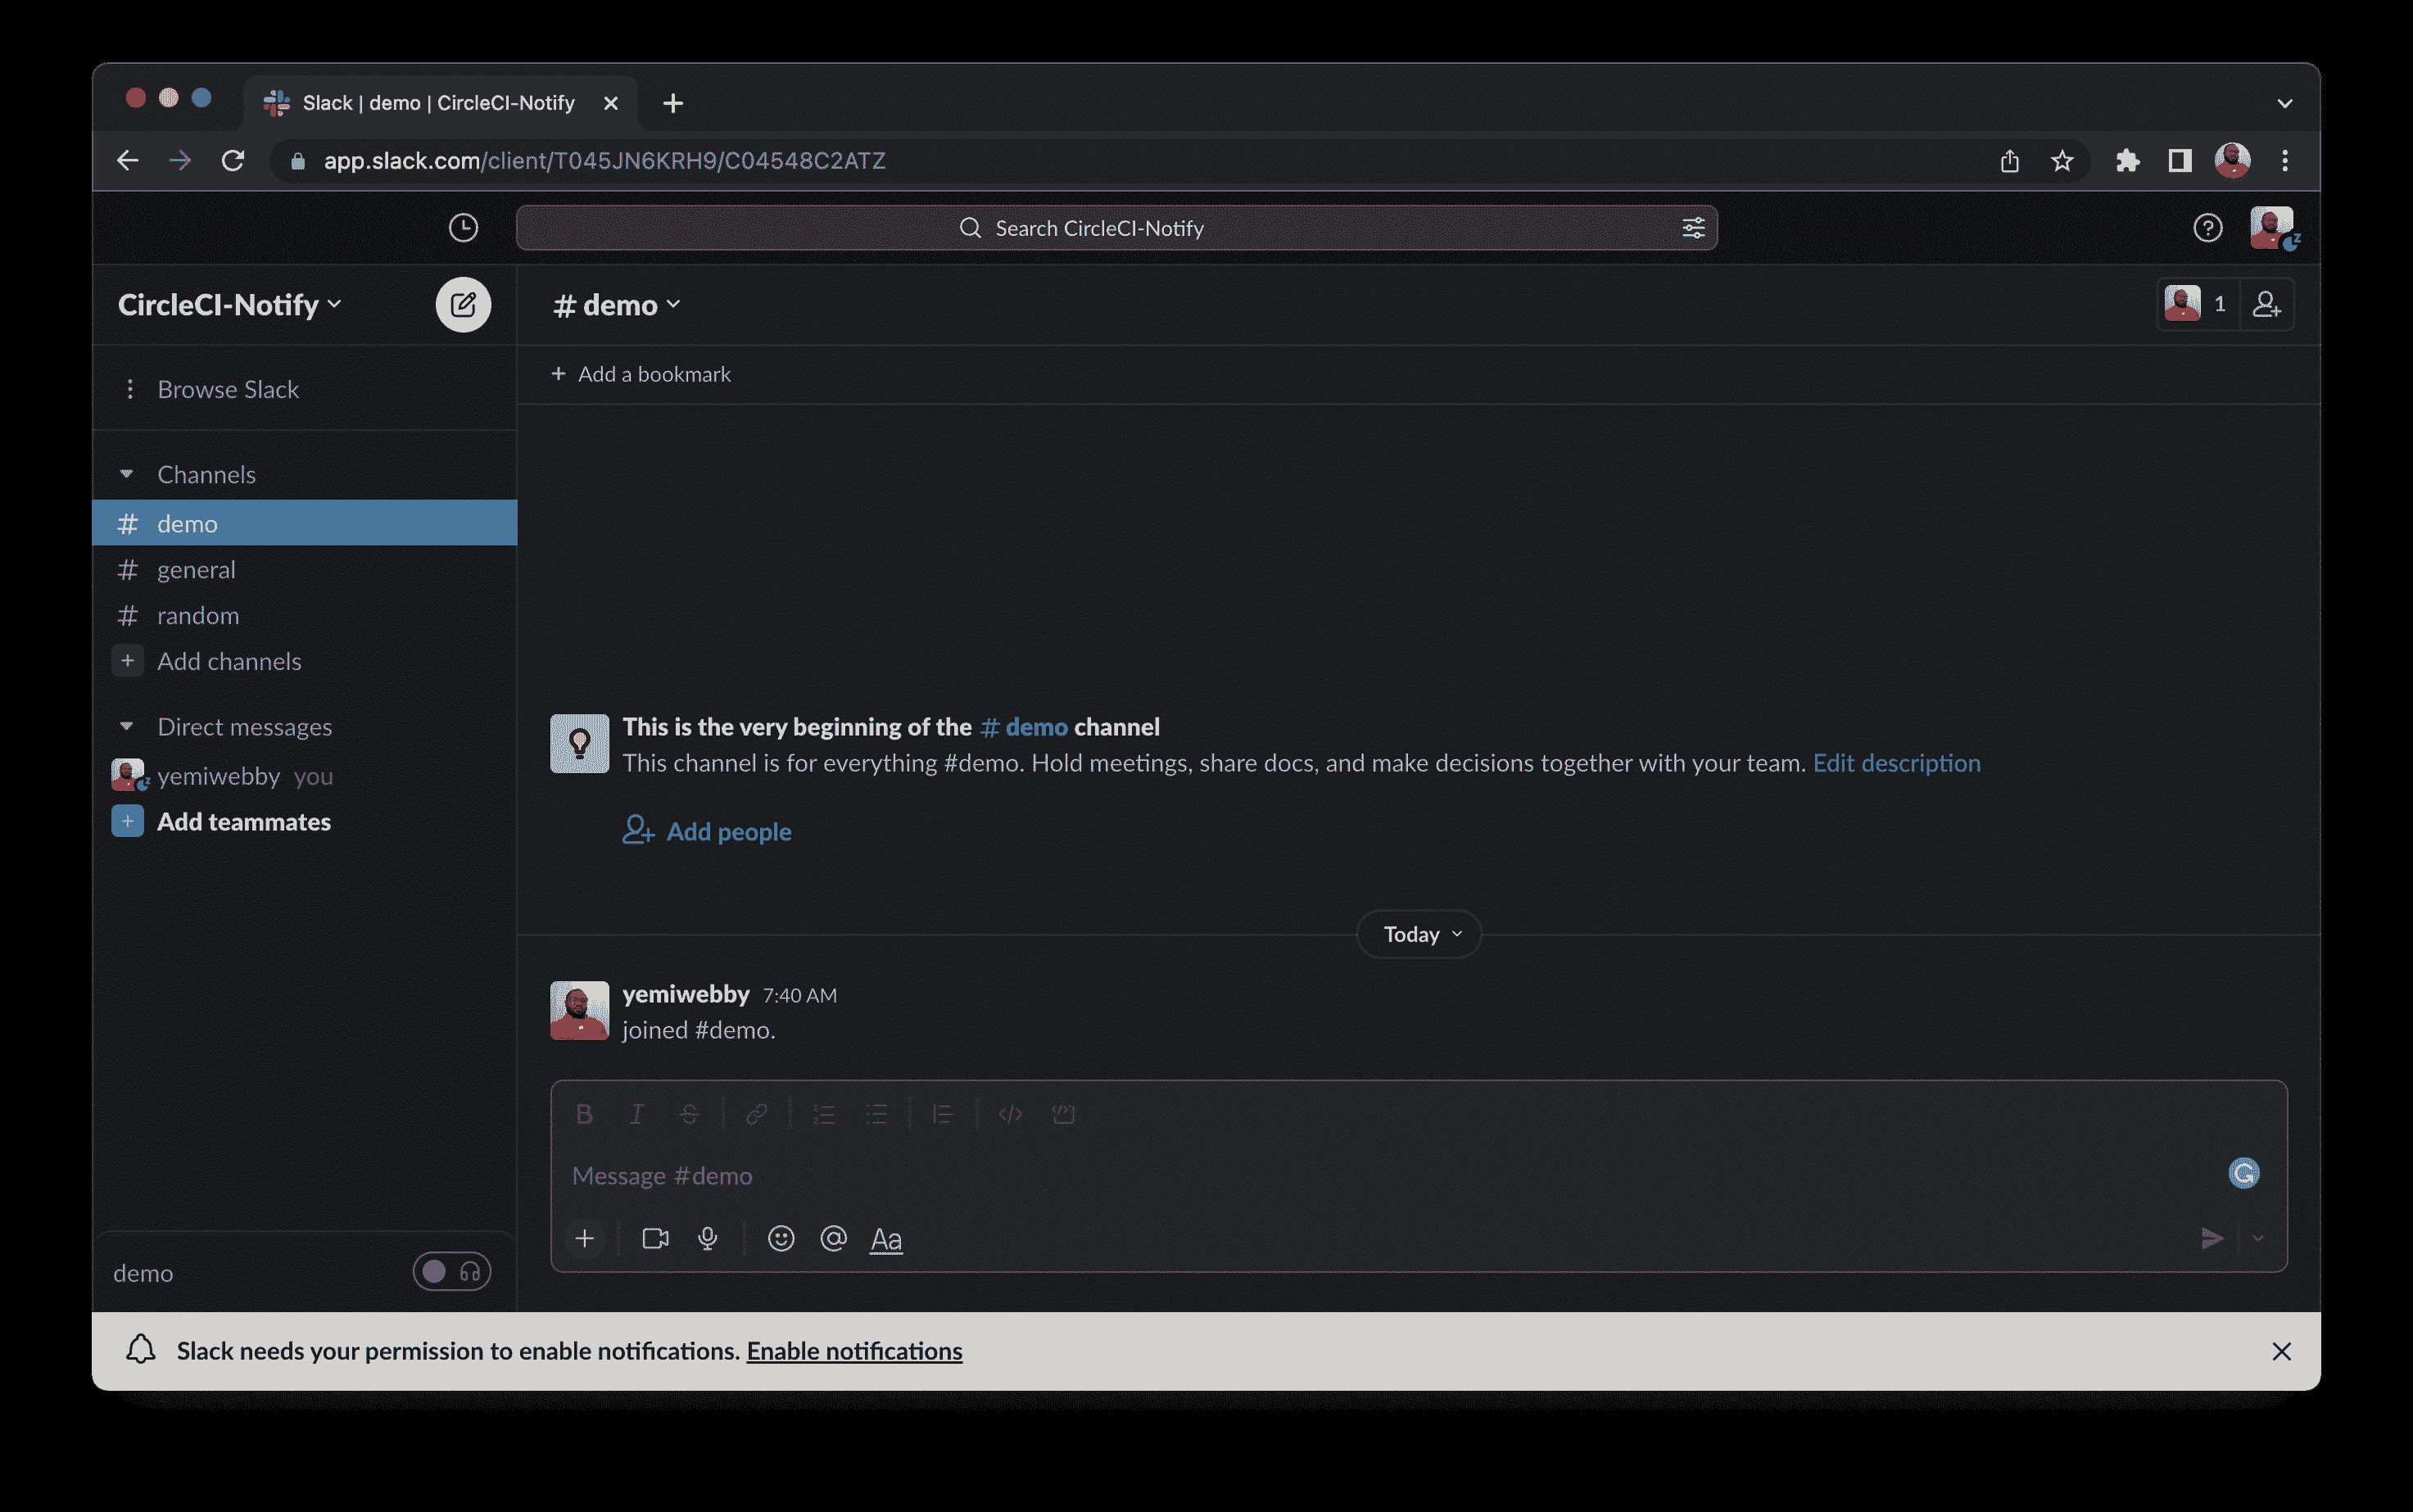 Slack | demo | CircleCI-Notify
app.slack.com/client/T045JN6KRH9/C04548C2ATZ
Search CircleCI-Notify
CircleCI-Notify
# demo
1
Browse Slack
+ Add a bookmark
Channels
# demo
# general
# random
+ Add channels
Direct messages
yemiwebby you
+ Add teammates
This is the very beginning of the # demo channel
This channel is for everything #demo. Hold meetings, share docs, and make decisions together with your team. Edit description
Add people
Today
yemiwebby 7:40 AM
joined #demo.
Message #demo
Aa
demo
Slack needs your permission to enable notifications. Enable notifications